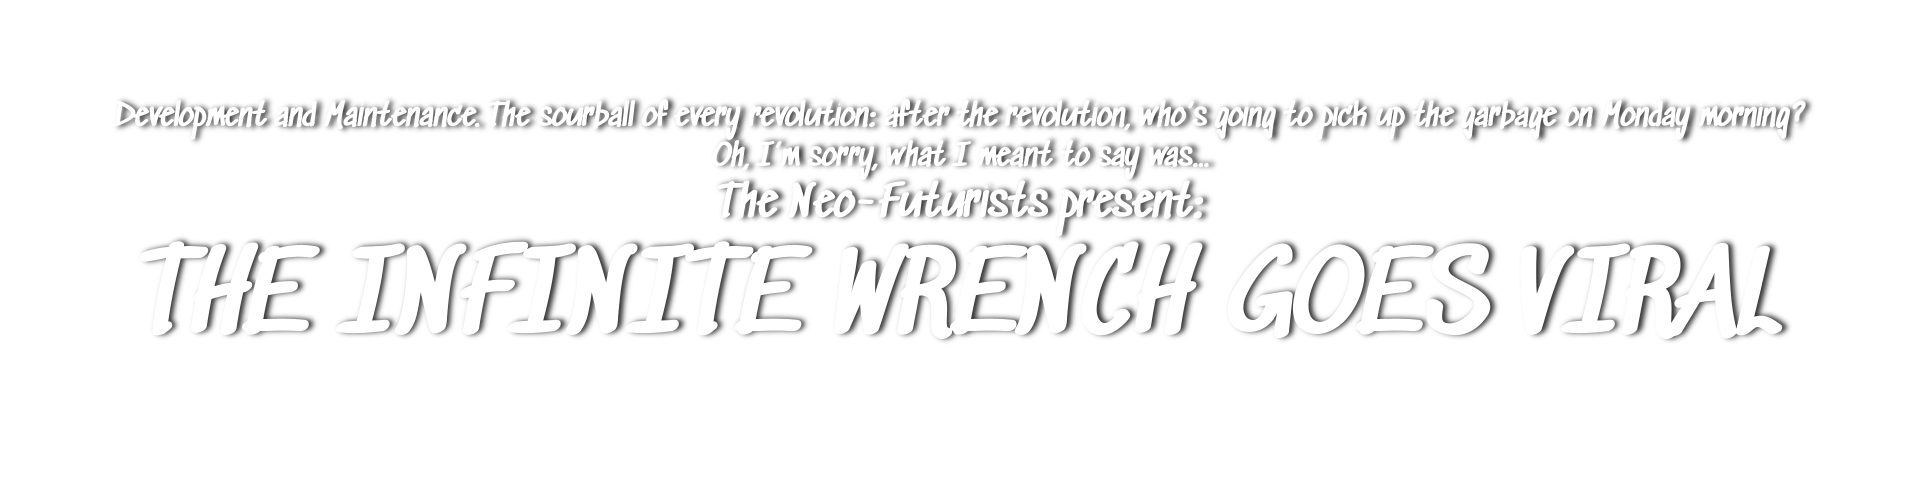 Development and Maintenance. The sourball of every revolution: after the revolution, who's going to pick up the garbage on Monday morning?
Oh, I'm sorry, what I meant to say was...
The Neo-Futurists present:
THE INFINITE WRENCH GOES VIRAL